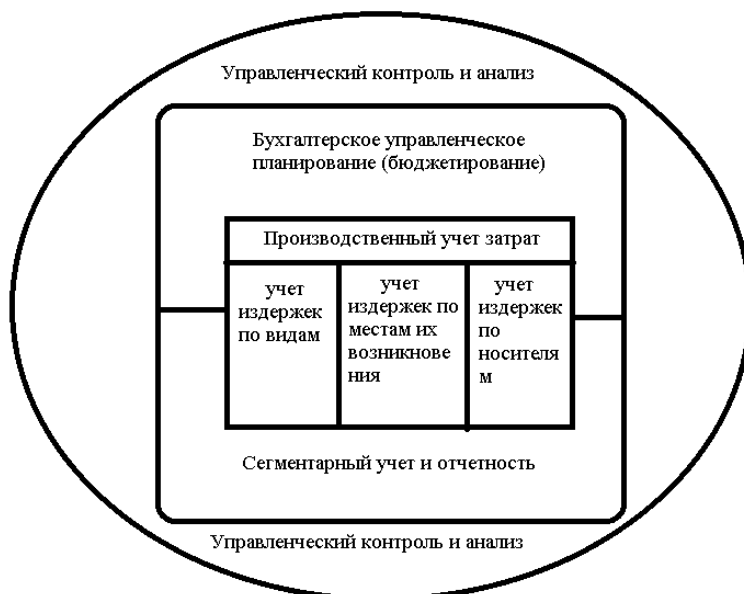 Управленческий контроль и анализ
Бухгалтерское управленческое
планирование (бюджетирование)
Производственный учет затрат
учет
издержек
по видам
учет
издержек по
местам их
возникнове
ния
учет
издержек
по
носителя
м
Сегментарный учет и отчетность
Управленческий контроль и анализ